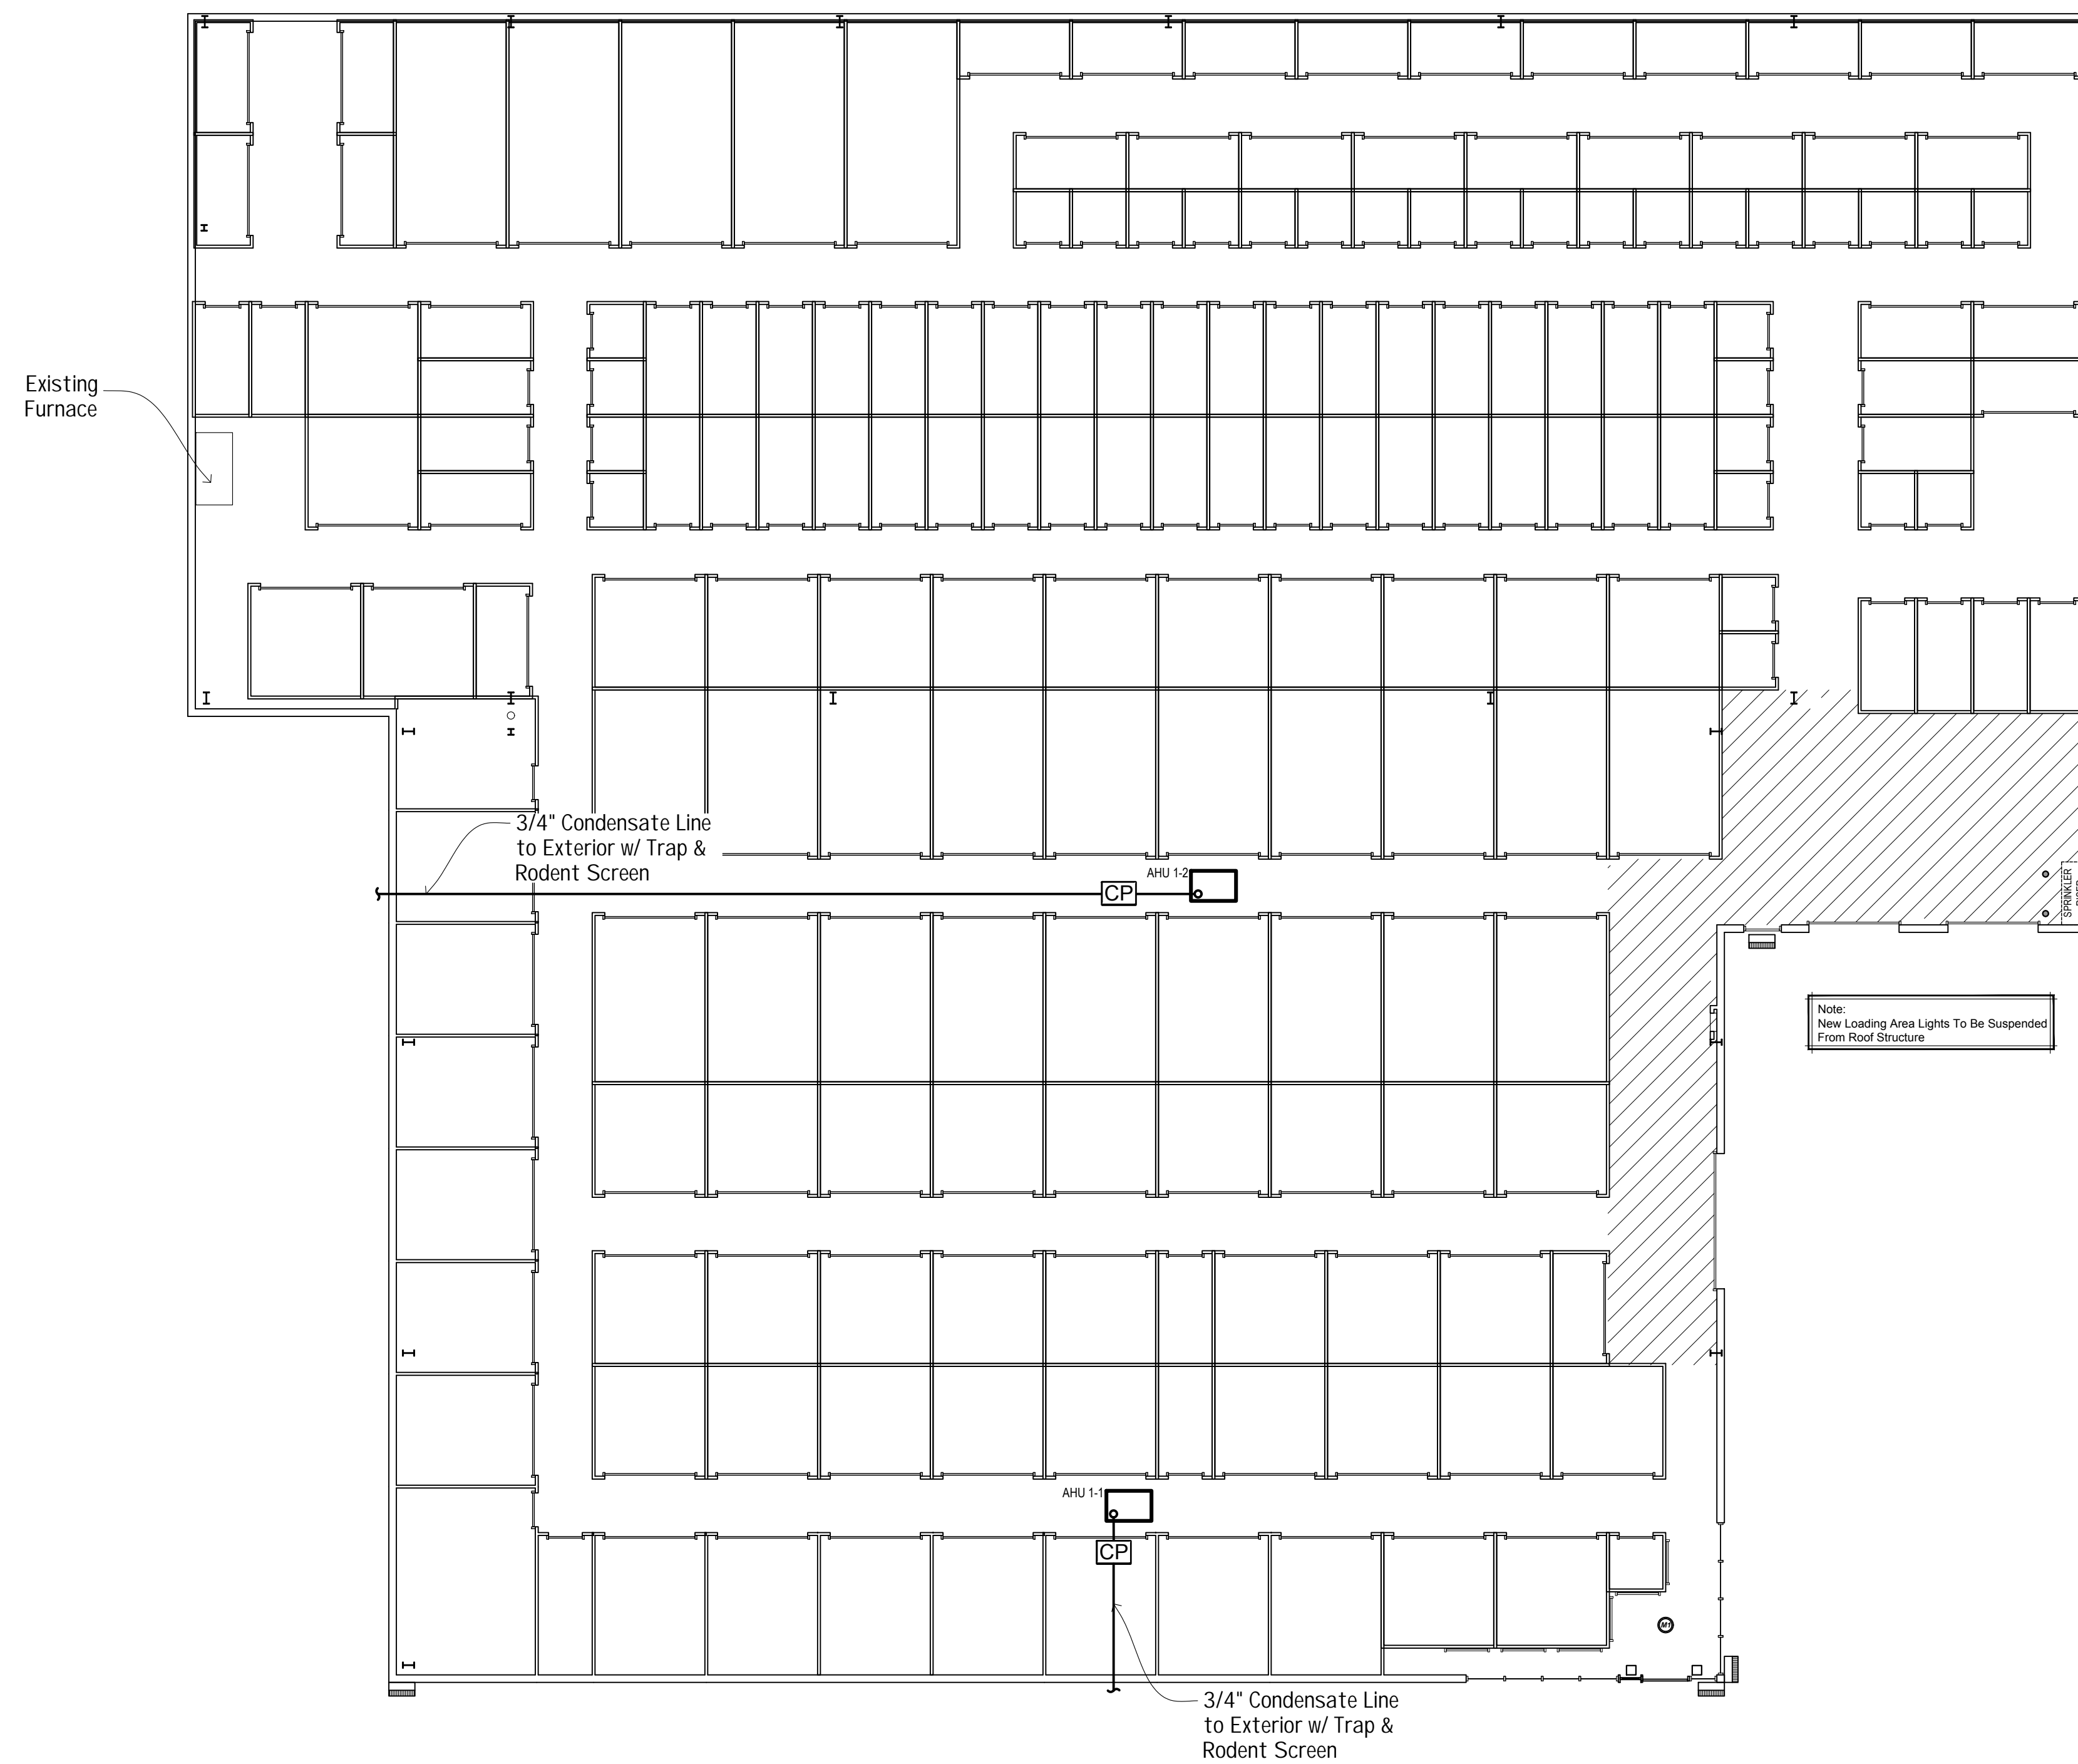 Existing
Furnace
3/4" Condensate Line
to Exterior w/ Trap &
Rodent Screen
AHU 1-2
CP
SPRINKLER
RISER
Note:
New Loading Area Lights To Be Suspended
From Roof Structure
AHU 1-1
CP
M1
3/4" Condensate Line
to Exterior w/ Trap &
Rodent Screen